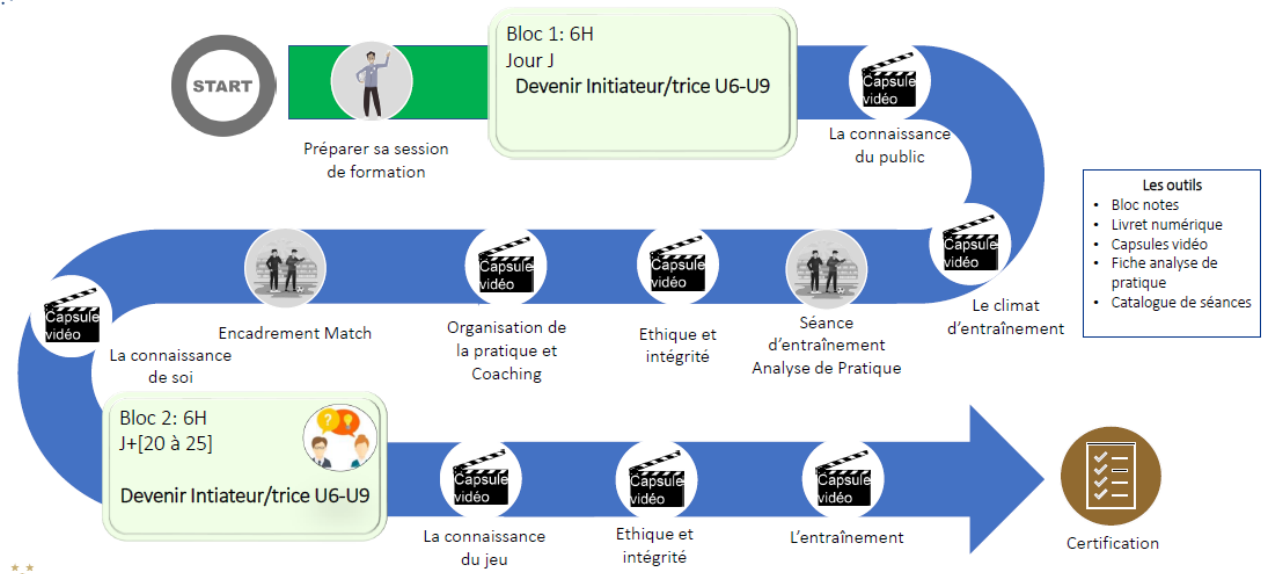 START
Préparer sa session
de formation
Bloc 1: 6H
Jour J
Devenir Initiateur/trice U6-U9
Capsule
vidéo
La connaissance
du public
Les outils
• Bloc notes
• Livret numérique
• Capsules vidéo
• Fiche analyse de
pratique
• Catalogue de séances
Capsule
vidéo
Le climat
d'entraînement
Séance
d'entraînement
Analyse de Pratique
Capsule
vidéo
Ethique et
intégrité
Capsule
vidéo
Organisation de
la pratique et
Coaching
Encadrement Match
Capsule
vidéo
La connaissance
de soi
Bloc 2: 6H
J+[20 à 25]
Devenir Intiateur/trice U6-U9
Capsule
vidéo
La connaissance
du jeu
Capsule
vidéo
Ethique et
intégrité
Capsule
vidéo
L'entraînement
Certification